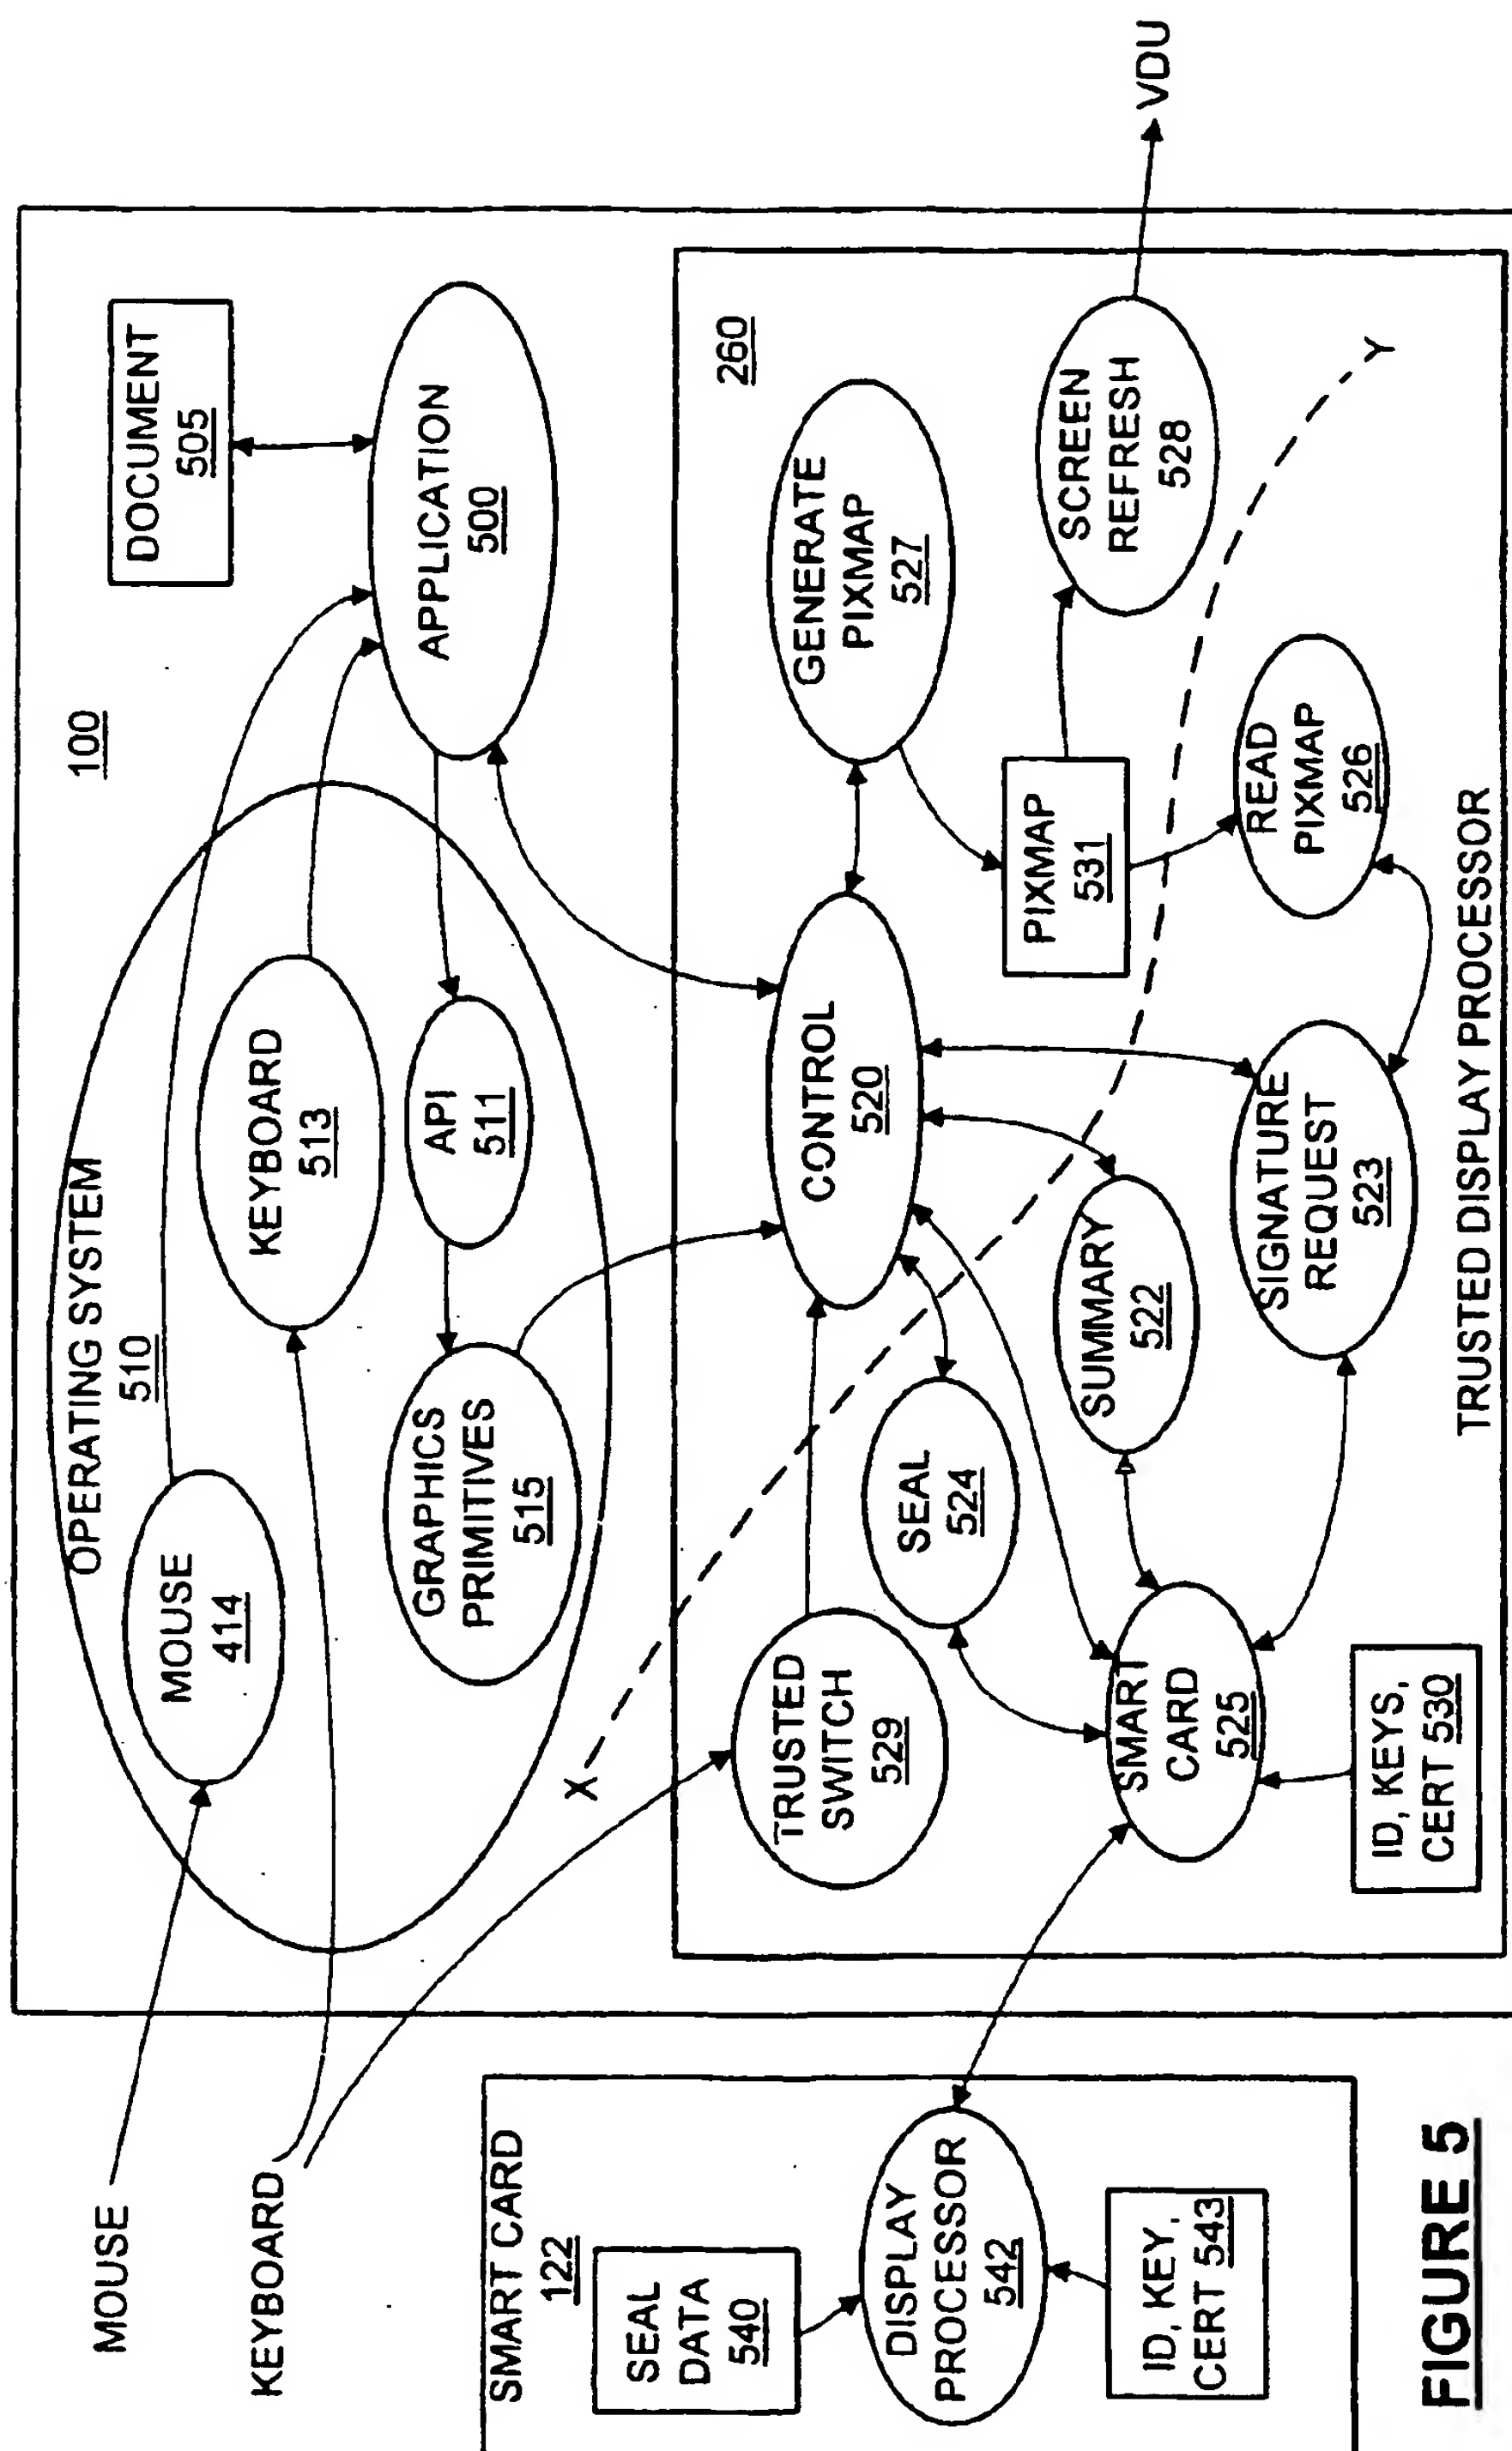 MOUSE
KEYBOARD
100
OPERATING SYSTEM
510
MOUSE
414
KEYBOARD
513
API
511
GRAPHICS
PRIMITIVES
515
DOCUMENT
505
APPLICATION
500
X
260
TRUSTED
SWITCH
529
CONTROL
520
GENERATE
PIXMAP
527
SEAL
524
PIXMAP
531
SCREEN
REFRESH
528
VDU
SUMMARY
522
SMART
CARD
525
SIGNATURE
REQUEST
523
READ
PIXMAP
526
Y
ID, KEYS,
CERT 530
TRUSTED DISPLAY PROCESSOR
SMART CARD
122
SEAL
DATA
540
DISPLAY
PROCESSOR
542
ID, KEY,
CERT 543
FIGURE 5